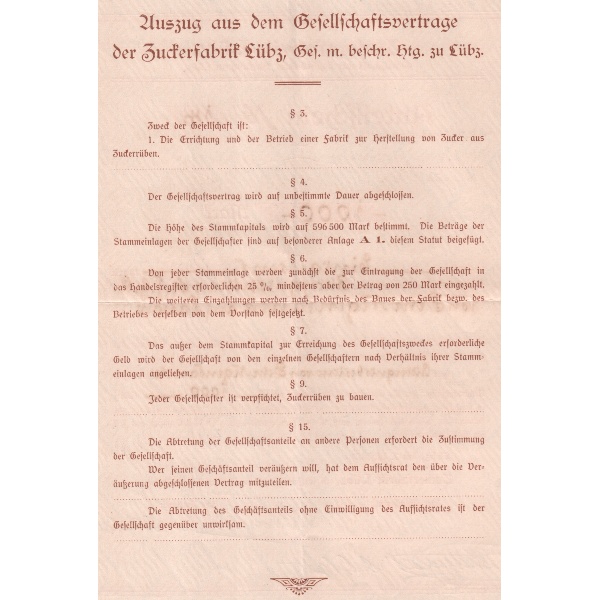 Auszug aus dem Gesellschaftsvertrage
der Zuckerfabrik Lübz, Ges. m. beschr. Htg. zu Lübz.
§ 3.
Zweck der Gesellschaft ist:
1. Die Errichtung und der Betrieb einer Fabrik zur Herstellung von Zucker aus
Zuckerrüben.
§ 4.
Der Gesellschaftsvertrag wird auf unbestimmte Dauer abgeschlossen.
§ 5.
Die Höhe des Stammkapitals wird auf 596 500 Mark bestimmt. Die Beträge der
Stammeinlagen der Gesellschafter sind auf besonderer Anlage A 1. diesem Statut beigefügt.
§ 6.
Von jeder Stammeinlage werden zunächst die zur Eintragung der Gesellschaft in
das Handelsregister erforderlichen 25 % mindestens aber der Betrag von 250 Mark eingezahlt.
Die weiteren Einzahlungen werden nach Bedürfnis des Baues der Fabrik bezw. des
Betriebes derselben von dem Vorstand festgesetzt.
§ 7.
Das außer dem Stammkapital zur Erreichung des Gesellschaftszweckes erforderliche
Geld wird der Gesellschaft von den einzelnen Gesellschaftern nach Verhältnis ihrer Stamm-
einlagen angeliehen.
§ 9.
Jeder Gesellschafter ist verpflichtet, Zuckerrüben zu bauen.
§ 15.
Die Abtretung der Gesellschaftsanteile an andere Personen erfordert die Zustimmung
der Gesellschaft.
Wer seinen Geschäftsanteil veräußern will, hat dem Aufsichtsrat den über die Ver-
äußerung abgeschlossenen Vertrag mitzuteilen.
Die Abtretung des Geschäftsanteils ohne Einwilligung des Aufsichtsrates ist der
Gesellschaft gegenüber unwirksam.